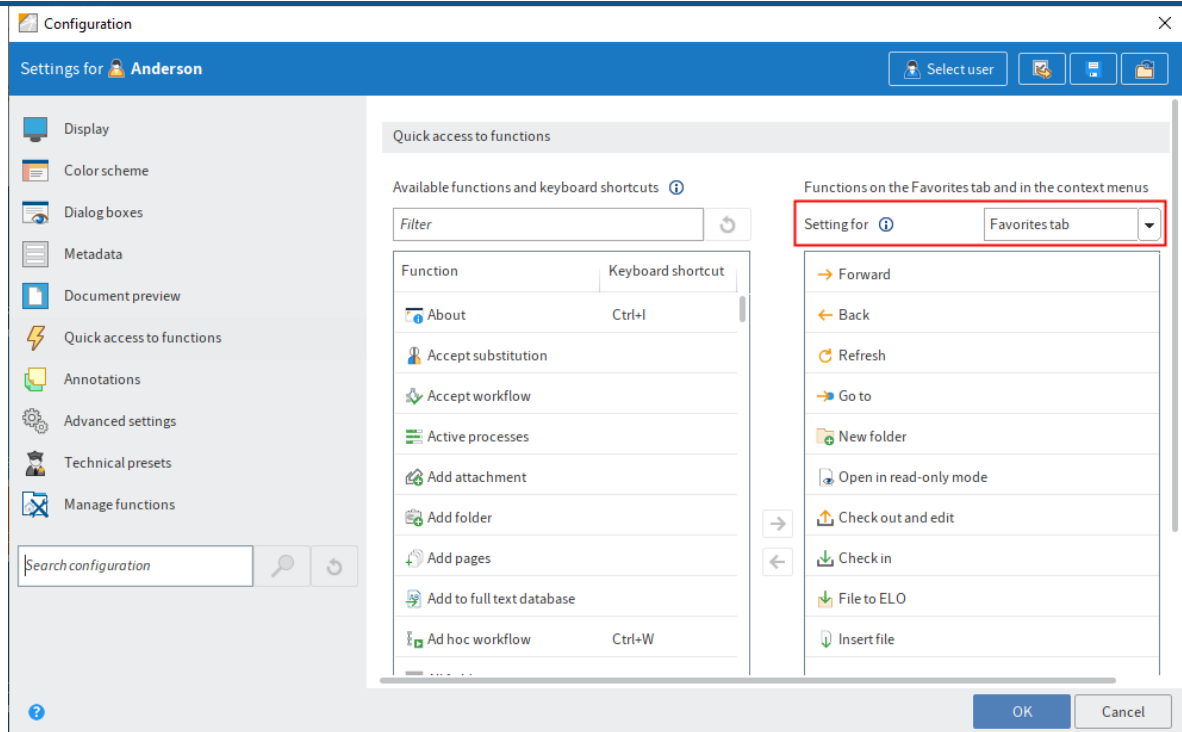 Configuration
Settings for Anderson
Select user
Display
Color scheme
Dialog boxes
Metadata
Document preview
Quick access to functions
Annotations
Advanced settings
Technical presets
Manage functions
Search configuration
Quick access to functions
Available functions and keyboard shortcuts
Filter
Function Keyboard shortcut
About Ctrl+I
Accept substitution
Accept workflow
Active processes
Add attachment
Add folder
Add pages
Add to full text database
Ad hoc workflow Ctrl+W
Functions on the Favorites tab and in the context menus
Setting for Favorites tab
Forward
Back
Refresh
Go to
New folder
Open in read-only mode
Check out and edit
Check in
File to ELO
Insert file
OK Cancel